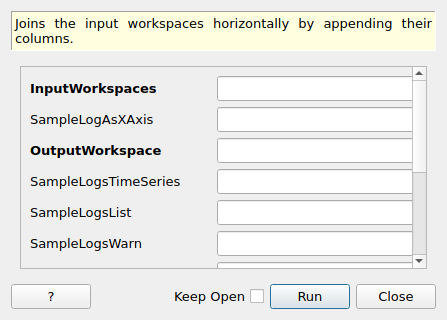 Joins the input workspaces horizontally by appending their
columns.
InputWorkspaces
SampleLogAsXAxis
OutputWorkspace
SampleLogsTimeSeries
SampleLogsList
SampleLogsWarn
?
Keep Open
Run
Close